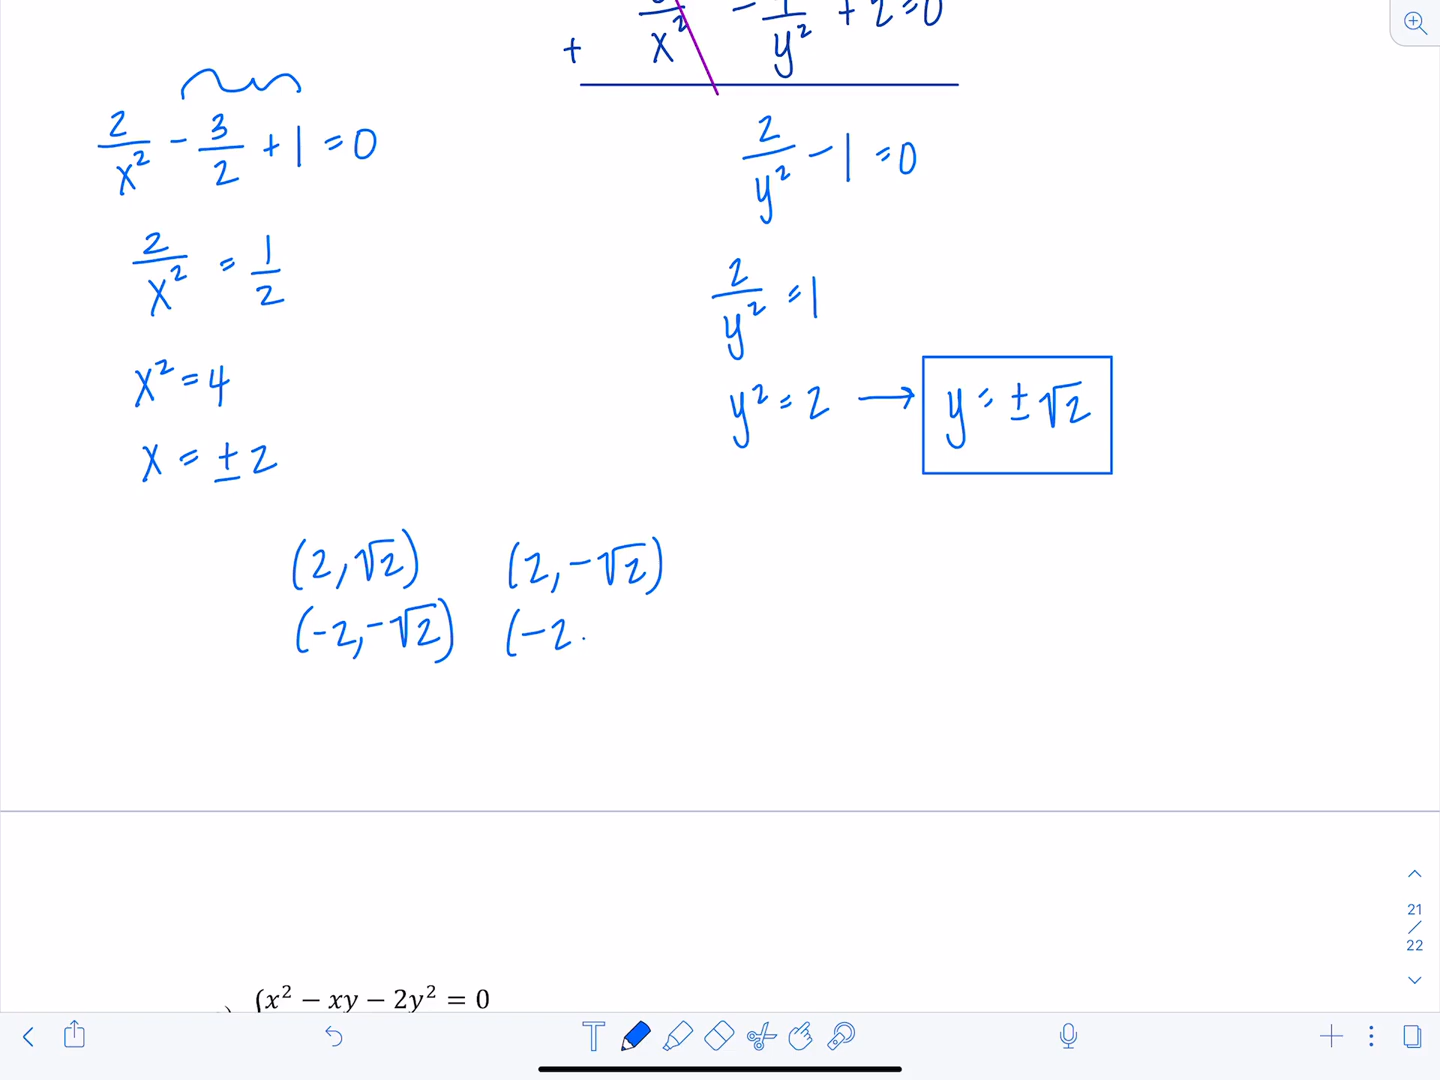 + x² - 1/y² + 2 = 0
2/x² - 3/2 + 1 = 0
2/y² - 1 = 0
2/x² = 1/2
2/y² = 1
x² = 4
y² = 2 → y = ±√2
x = ±2
(2, √2) (2, -√2)
(-2, -√2) (-2
21
/
22
(x² − xy − 2y² = 0
T